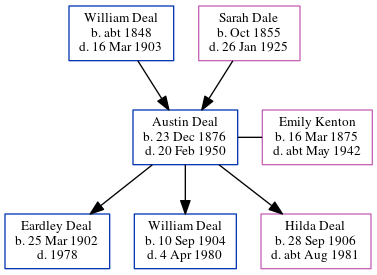 William Deal
b. abt 1848
d. 16 Mar 1903
Sarah Dale
b. Oct 1855
d. 26 Jan 1925
Austin Deal
b. 23 Dec 1876
d. 20 Feb 1950
Emily Kenton
b. 16 Mar 1875
d. abt May 1942
Eardley Deal
b. 25 Mar 1902
d. 1978
William Deal
b. 10 Sep 1904
d. 4 Apr 1980
Hilda Deal
b. 28 Sep 1906
d. abt Aug 1981